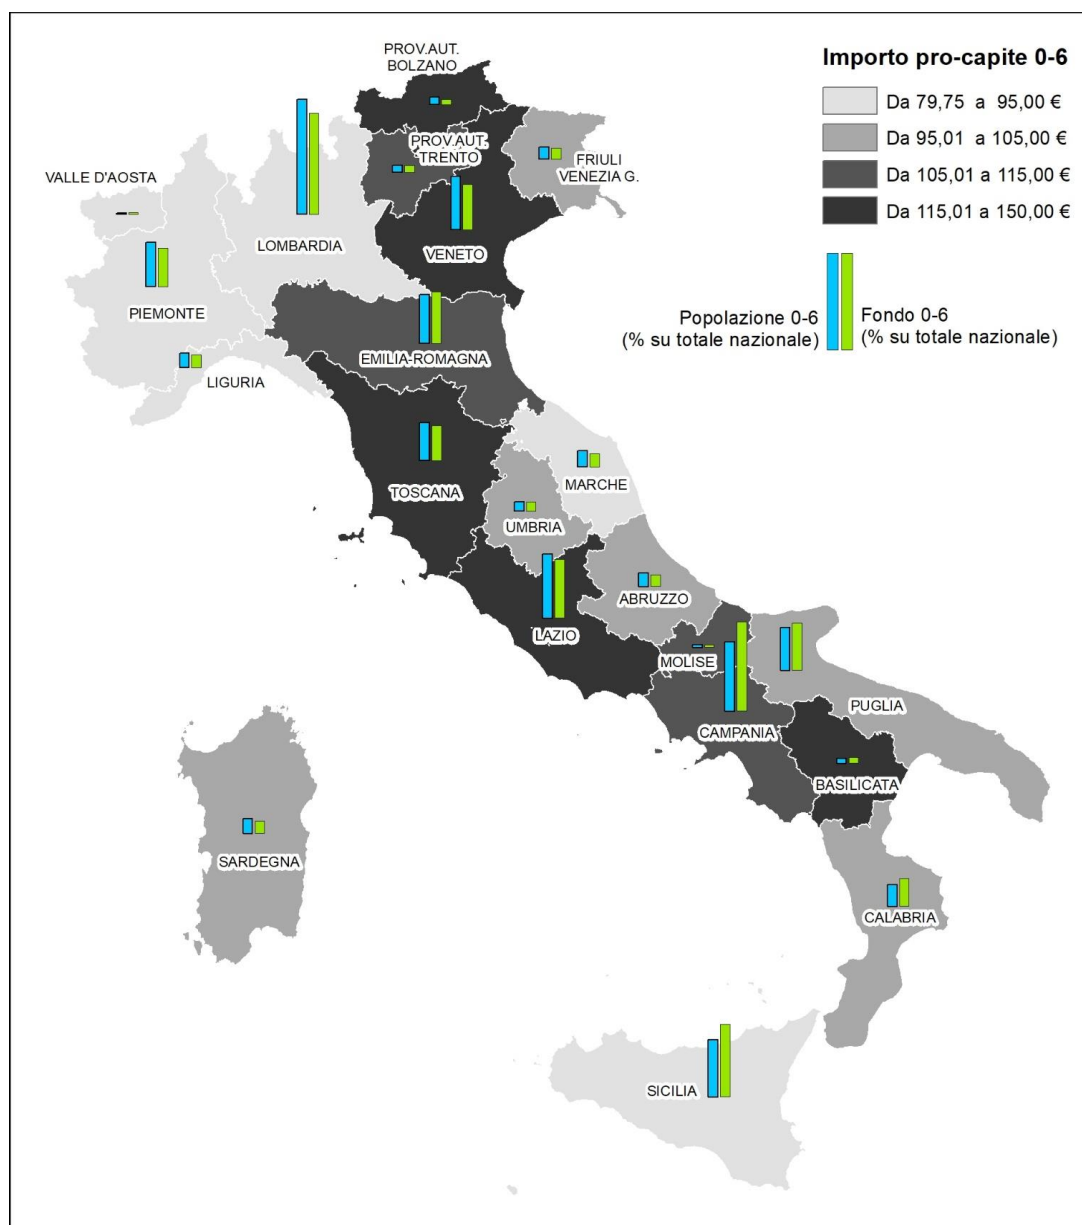 PROV.AUT.
BOLZANO
Importo pro-capite 0-6
Da 79,75 a 95,00 €
Da 95,01 a 105,00 €
Da 105,01 a 115,00 €
Da 115,01 a 150,00 €
PROV.AUT.
TRENTO
FRIULI
VENEZIA G.
VALLE D'AOSTA
LOMBARDIA
VENETO
PIEMONTE
Popolazione 0-6
(% su totale nazionale)
Fondo 0-6
(% su totale nazionale)
EMILIA-ROMAGNA
LIGURIA
TOSCANA
MARCHE
UMBRIA
ABRUZZO
LAZIO
MOLISE
PUGLIA
CAMPANIA
BASILICATA
SARDEGNA
CALABRIA
SICILIA